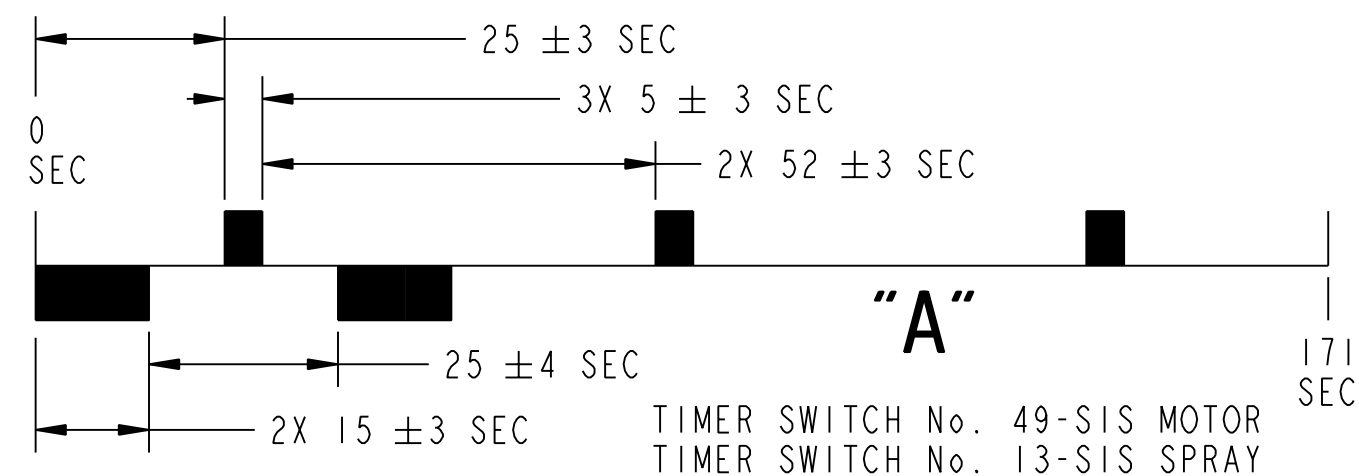 25 ±3 SEC
3X 5 ± 3 SEC
0
SEC
2X 52 ±3 SEC
"A"
25 ±4 SEC
171
SEC
2X 15 ±3 SEC
TIMER SWITCH No. 49-SIS MOTOR
TIMER SWITCH No. 13-SIS SPRAY